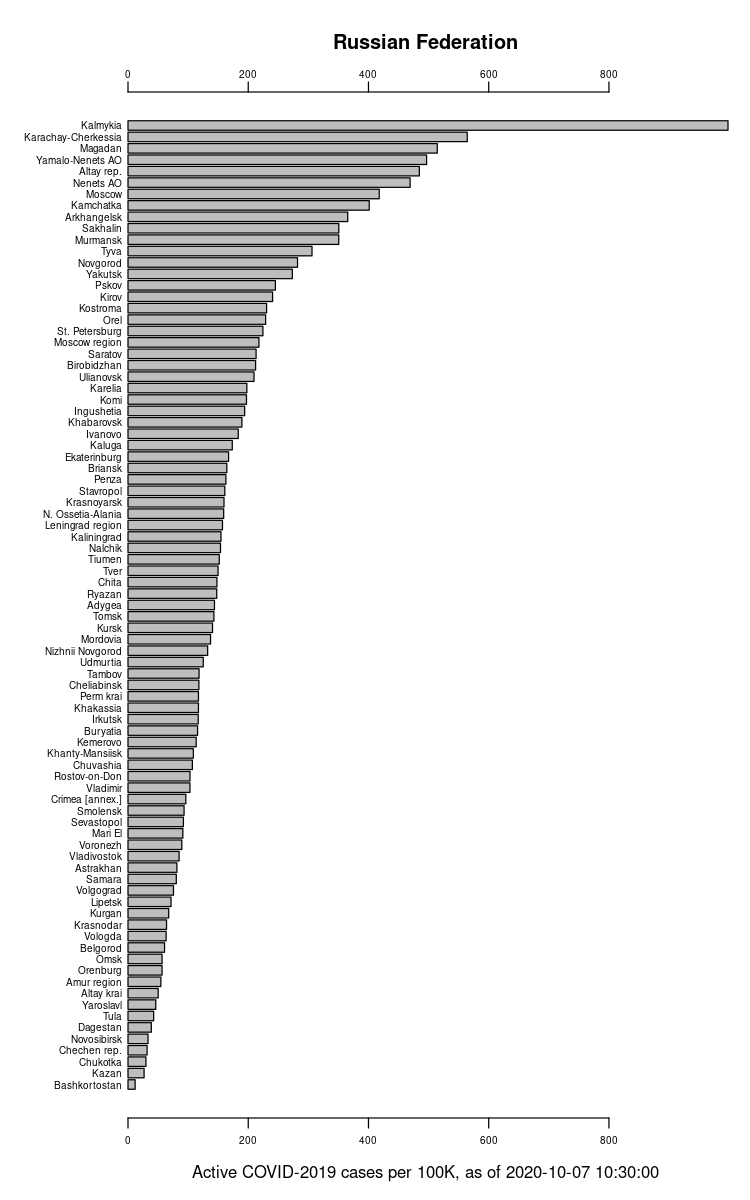 Russian Federation
0 200 400 600 800
Kalmykia
Karachay-Cherkessia
Magadan
Yamalo-Nenets AO
Altay rep.
Nenets AO
Moscow
Kamchatka
Arkhangelsk
Sakhalin
Murmansk
Tyva
Novgorod
Yakutsk
Pskov
Kirov
Kostroma
Orel
St. Petersburg
Moscow region
Saratov
Birobidzhan
Ulianovsk
Karelia
Komi
Ingushetia
Khabarovsk
Ivanovo
Kaluga
Ekaterinburg
Briansk
Penza
Stavropol
Krasnoyarsk
N. Ossetia-Alania
Leningrad region
Kaliningrad
Nalchik
Tiumen
Tver
Chita
Ryazan
Adygea
Tomsk
Kursk
Mordovia
Nizhnii Novgorod
Udmurtia
Tambov
Cheliabinsk
Perm krai
Khakassia
Irkutsk
Buryatia
Kemerovo
Khanty-Mansiisk
Chuvashia
Rostov-on-Don
Vladimir
Crimea [annex.]
Smolensk
Sevastopol
Mari El
Voronezh
Vladivostok
Astrakhan
Samara
Volgograd
Lipetsk
Kurgan
Krasnodar
Vologda
Belgorod
Omsk
Orenburg
Amur region
Altay krai
Yaroslavl
Tula
Dagestan
Novosibirsk
Chechen rep.
Chukotka
Kazan
Bashkortostan
0 200 400 600 800
Active COVID-2019 cases per 100K, as of 2020-10-07 10:30:00